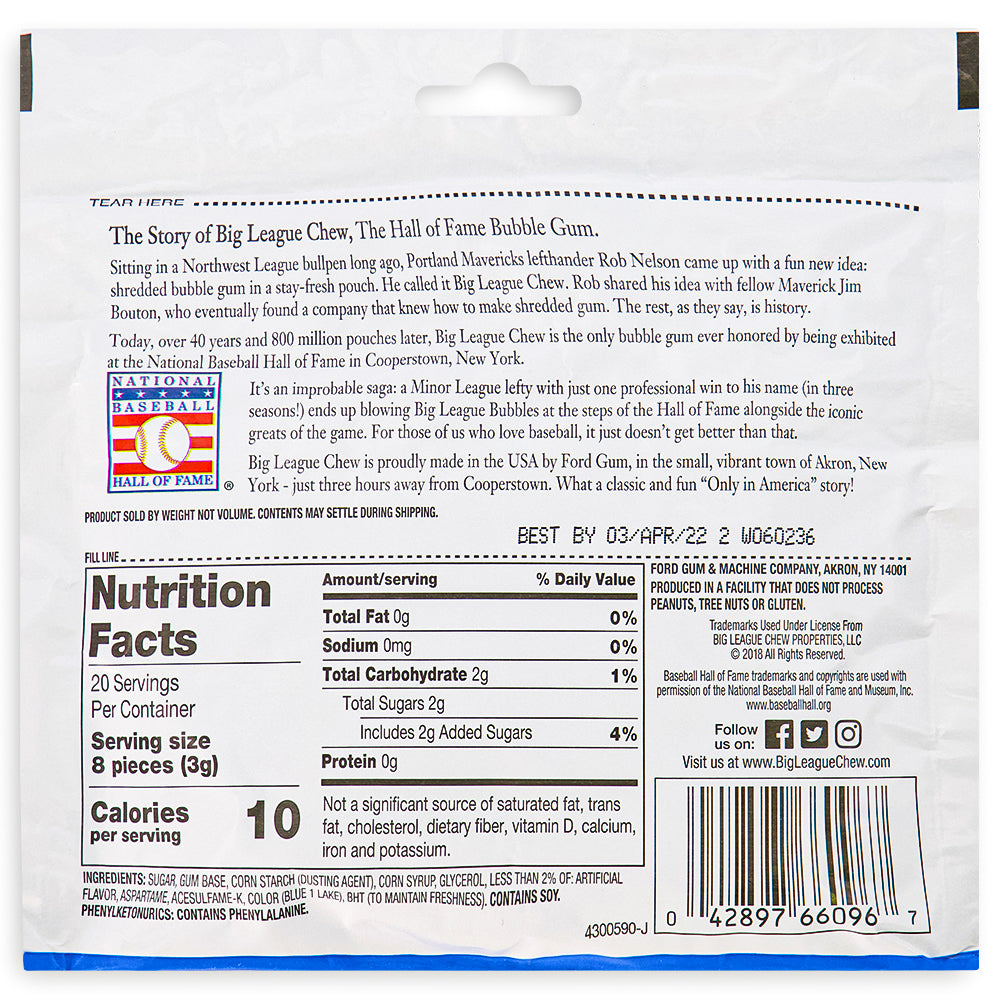 TEAR HERE
The Story of Big League Chew, The Hall of Fame Bubble Gum.
Sitting in a Northwest League bullpen long ago, Portland Mavericks lefthander Rob Nelson came up with a fun new idea:
shredded bubble gum in a stay-fresh pouch. He called it Big League Chew. Rob shared his idea with fellow Maverick Jim
Bouton, who eventually found a company that knew how to make shredded gum. The rest, as they say, is history.
Today, over 40 years and 800 million pouches later, Big League Chew is the only bubble gum ever honored by being exhibited
at the National Baseball Hall of Fame in Cooperstown, New York.
NATIONAL
BASEBALL
HALL OF FAME ®
It's an improbable saga: a Minor League lefty with just one professional win to his name (in three
seasons!) ends up blowing Big League Bubbles at the steps of the Hall of Fame alongside the iconic
greats of the game. For those of us who love baseball, it just doesn't get better than that.
Big League Chew is proudly made in the USA by Ford Gum, in the small, vibrant town of Akron, New
York - just three hours away from Cooperstown. What a classic and fun "Only in America" story!
PRODUCT SOLD BY WEIGHT NOT VOLUME. CONTENTS MAY SETTLE DURING SHIPPING.
BEST BY 03/APR/22 2 W060236
FILL LINE
Nutrition
Facts
20 Servings
Per Container
Serving size
8 pieces (3g)
Calories
per serving
10
Amount/serving % Daily Value
Total Fat 0g 0%
Sodium 0mg 0%
Total Carbohydrate 2g 1%
Total Sugars 2g
Includes 2g Added Sugars 4%
Protein 0g
Not a significant source of saturated fat, trans
fat, cholesterol, dietary fiber, vitamin D, calcium,
iron and potassium.
INGREDIENTS: SUGAR, GUM BASE, CORN STARCH (DUSTING AGENT), CORN SYRUP, GLYCEROL, LESS THAN 2% OF: ARTIFICIAL
FLAVOR, ASPARTAME, ACESULFAME-K, COLOR (BLUE 1 LAKE), BHT (TO MAINTAIN FRESHNESS). CONTAINS SOY.
PHENYLKETONURICS: CONTAINS PHENYLALANINE.
FORD GUM & MACHINE COMPANY, AKRON, NY 14001
PRODUCED IN A FACILITY THAT DOES NOT PROCESS
PEANUTS, TREE NUTS OR GLUTEN.
Trademarks Used Under License From
BIG LEAGUE CHEW PROPERTIES, LLC
© 2018 All Rights Reserved.
Baseball Hall of Fame trademarks and copyrights are used with
permission of the National Baseball Hall of Fame and Museum, Inc.
www.baseballhall.org
Follow
us on:
Visit us at www.BigLeagueChew.com
0 42897 66096 7
4300590-J